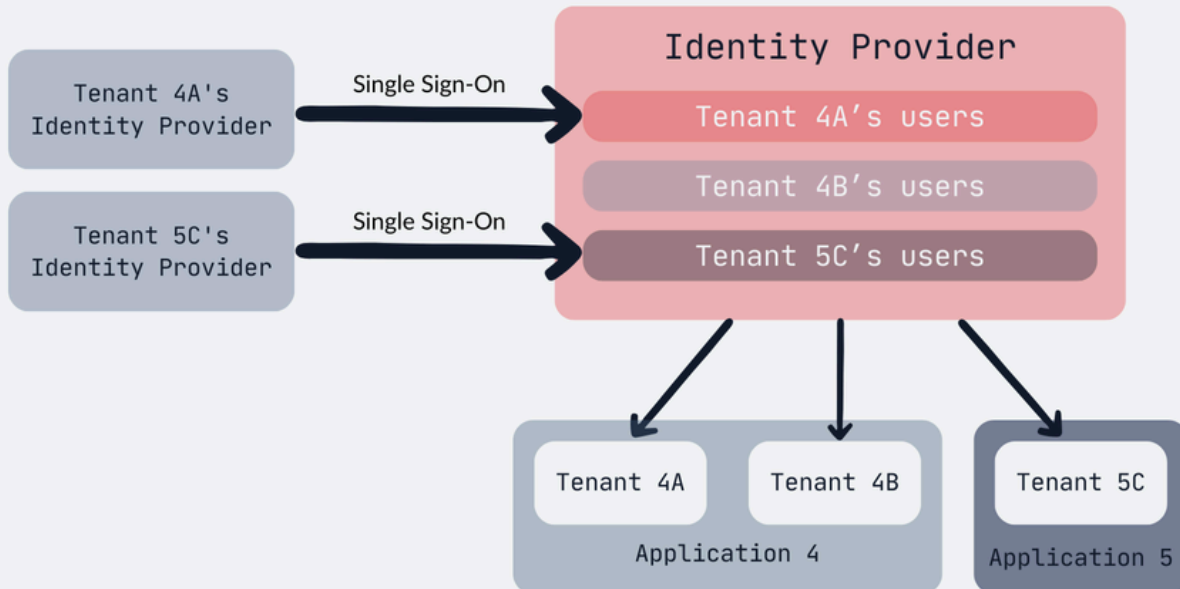 Identity Provider
Tenant 4A's
Identity Provider
Single Sign-On
Tenant 4A’s users
Tenant 4B’s users
Tenant 5C's
Identity Provider
Single Sign-On
Tenant 5C’s users
Tenant 4A
Tenant 4B
Tenant 5C
Application 4
Application 5